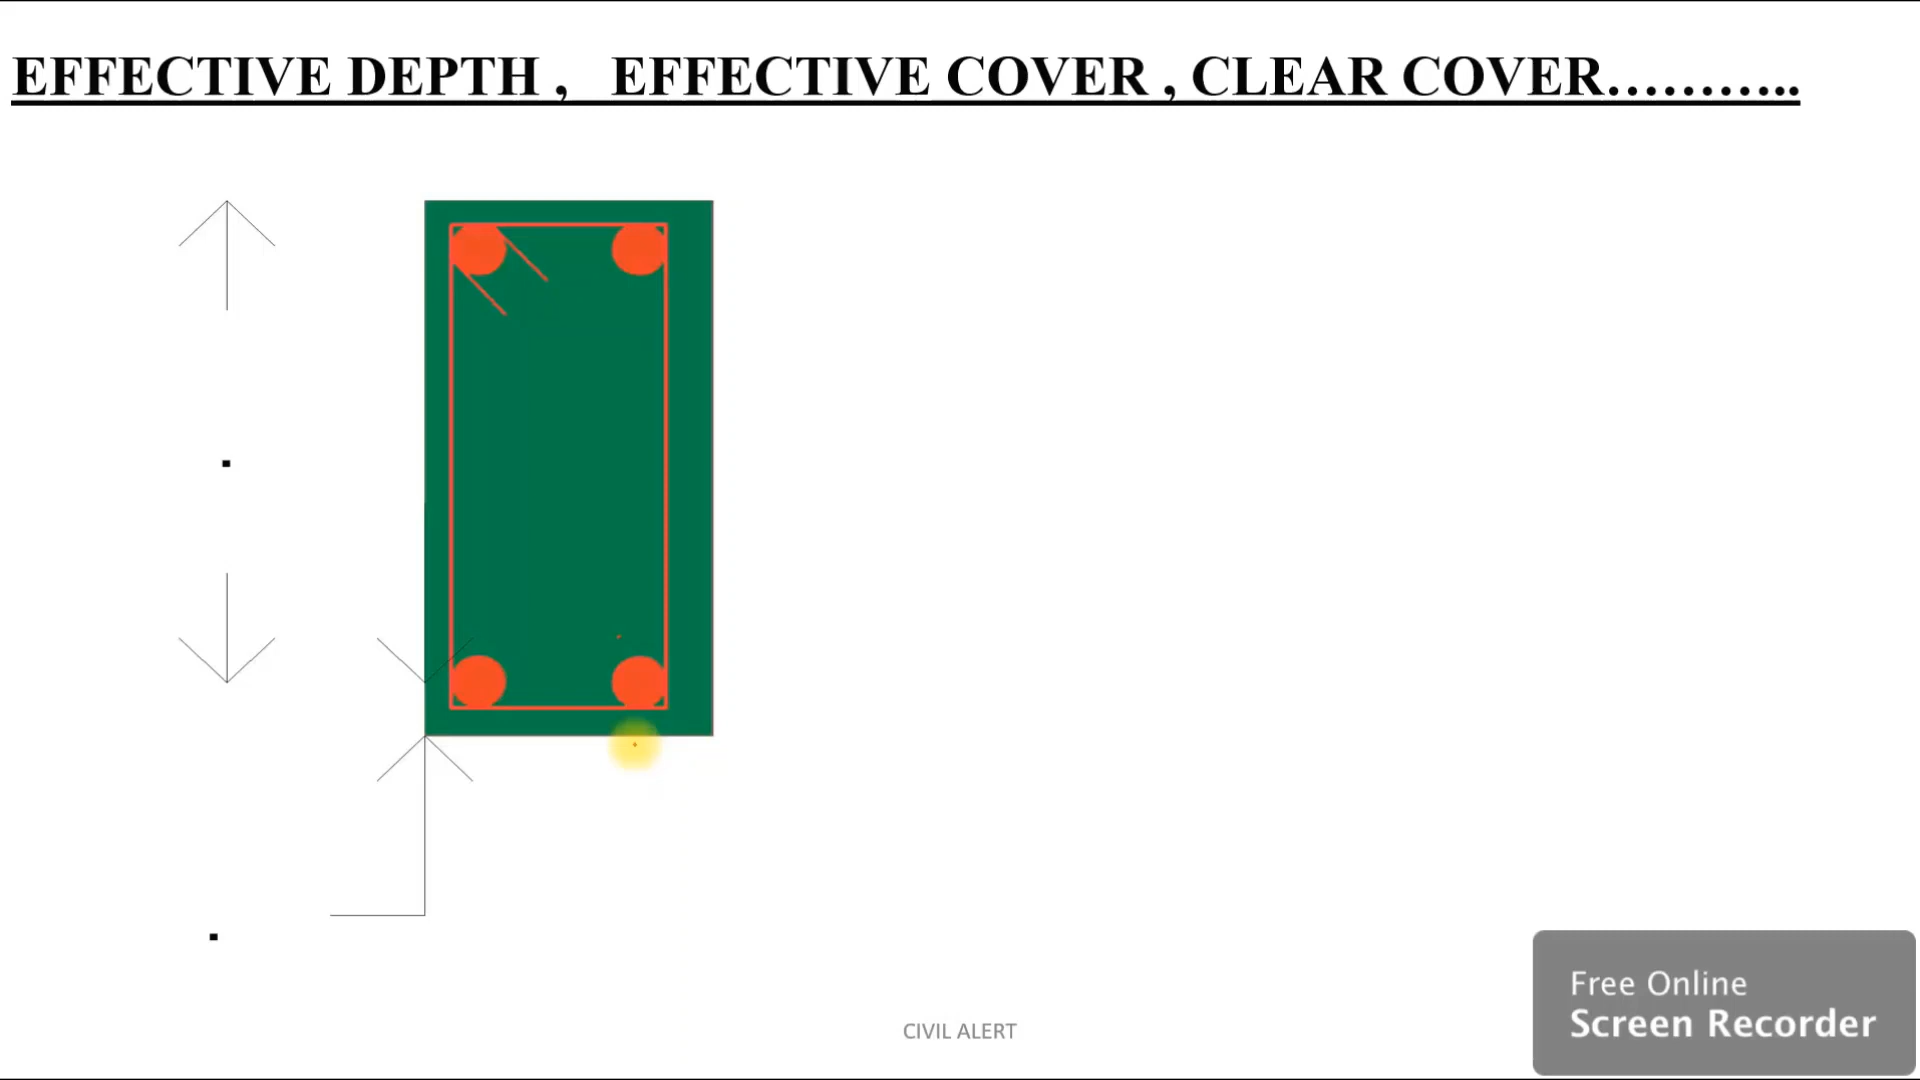 EFFECTIVE DEPTH ,   EFFECTIVE COVER , CLEAR COVER………..
Free Online
Screen Recorder
CIVIL ALERT